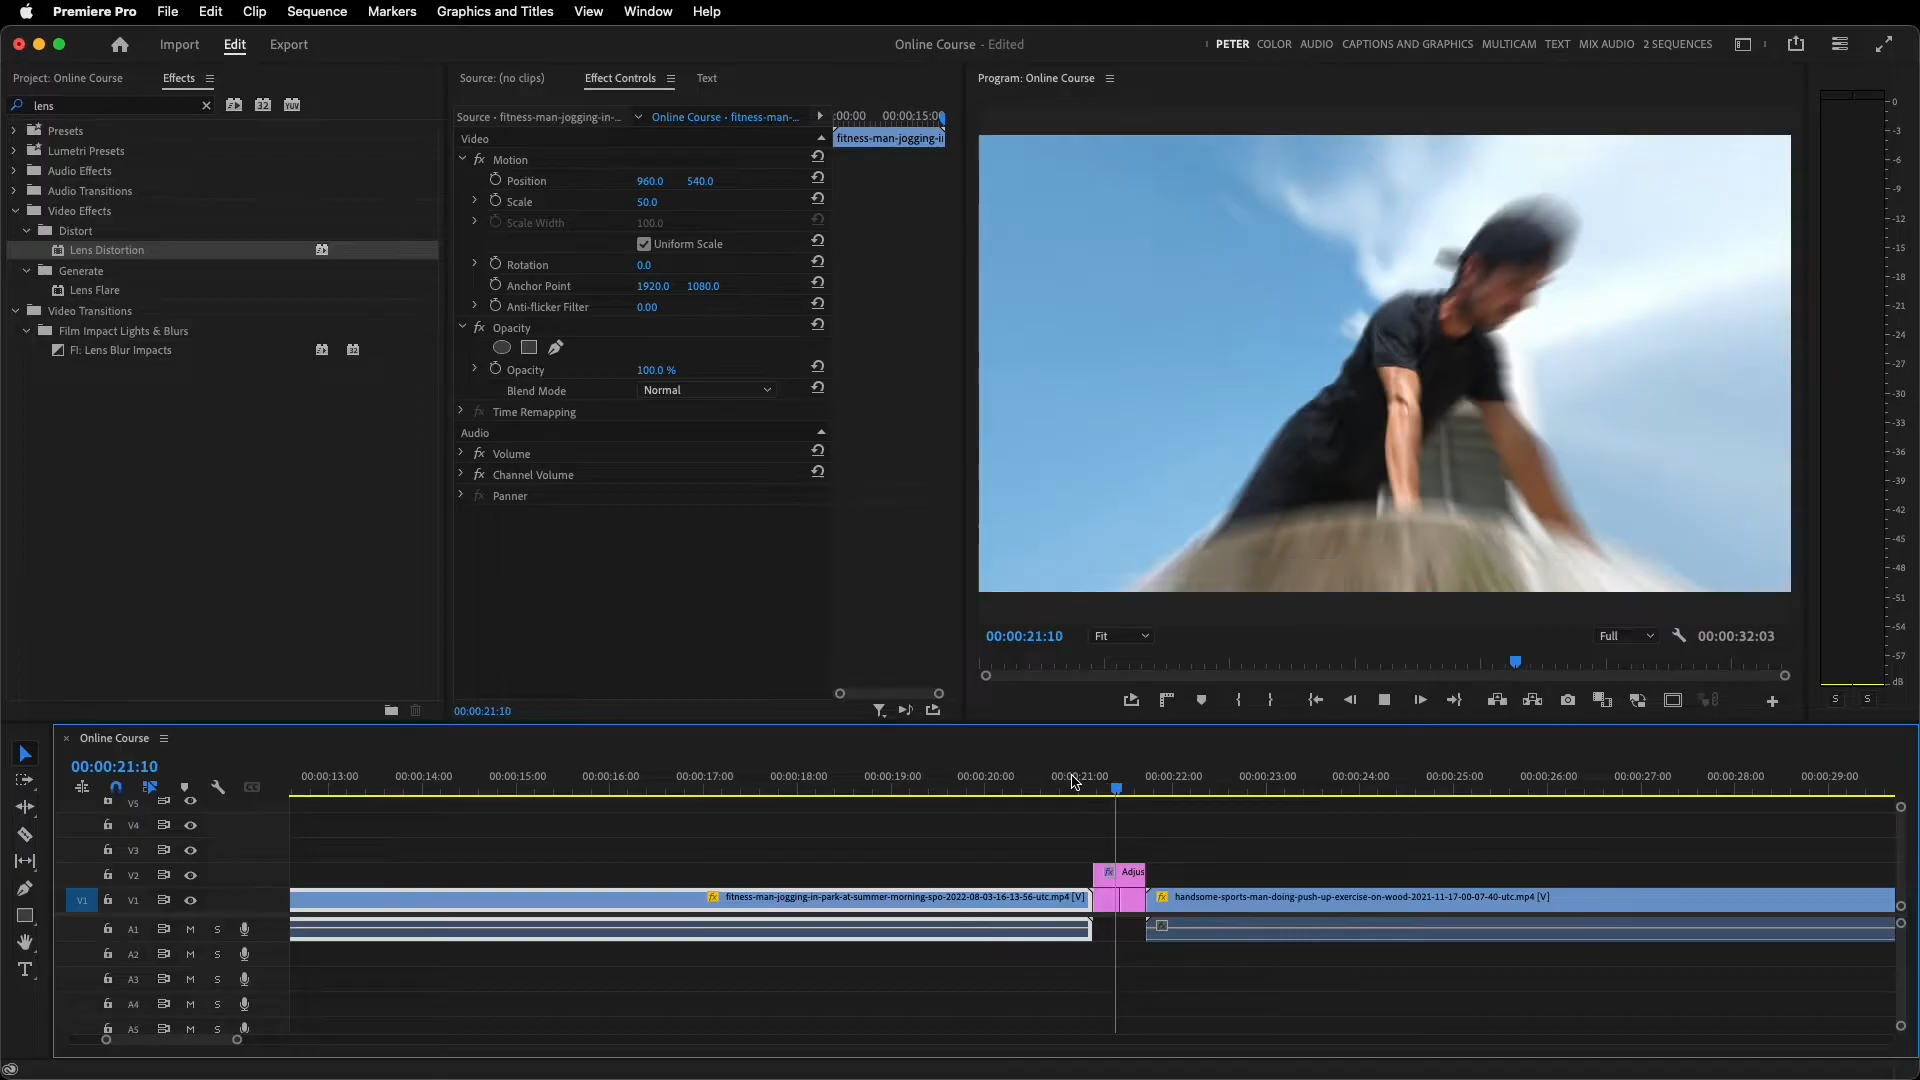 Premiere Pro File Edit Clip Sequence Markers Graphics and Titles View Window Help
Import Edit Export
Online Course - Edited
PETER COLOR AUDIO CAPTIONS AND GRAPHICS MULTICAM TEXT MIX AUDIO 2 SEQUENCES
Project: Online Course Effects
lens
32 YUV
Presets
Lumetri Presets
Audio Effects
Audio Transitions
Video Effects
Distort
Lens Distortion
Generate
Lens Flare
Video Transitions
Film Impact Lights & Blurs
FI: Lens Blur Impacts 32
Source: (no clips) Effect Controls Text
Source • fitness-man-jogging-in-... Online Course • fitness-man-...
:00:00 00:00:15:00
fitness-man-jogging-i
Video
fx Motion
Position 960.0 540.0
Scale 50.0
Scale Width 100.0
Uniform Scale
Rotation 0.0
Anchor Point 1920.0 1080.0
Anti-flicker Filter 0.00
fx Opacity
Opacity 100.0 %
Blend Mode Normal
fx Time Remapping
Audio
fx Volume
fx Channel Volume
fx Panner
00:00:21:10
Program: Online Course
00:00:21:10 Fit Full 00:00:32:03
0
-3
-6
-9
-12
-15
-18
-21
-24
-27
-30
-33
-36
-39
-42
-45
-48
-51
-54
-57
dB
S S
Online Course
00:00:21:10
00:00:13:00 00:00:14:00 00:00:15:00 00:00:16:00 00:00:17:00 00:00:18:00 00:00:19:00 00:00:20:00 00:00:21:00 00:00:22:00 00:00:23:00 00:00:24:00 00:00:25:00 00:00:26:00 00:00:27:00 00:00:28:00 00:00:29:00
V5
V4
V3
V2 fx Adjus
V1 V1 fx fitness-man-jogging-in-park-at-summer-morning-spo-2022-08-03-16-13-56-utc.mp4 [V] fx handsome-sports-man-doing-push-up-exercise-on-wood-2021-11-17-00-07-40-utc.mp4 [V]
A1 M S
A2 M S
A3 M S
A4 M S
A5 M S